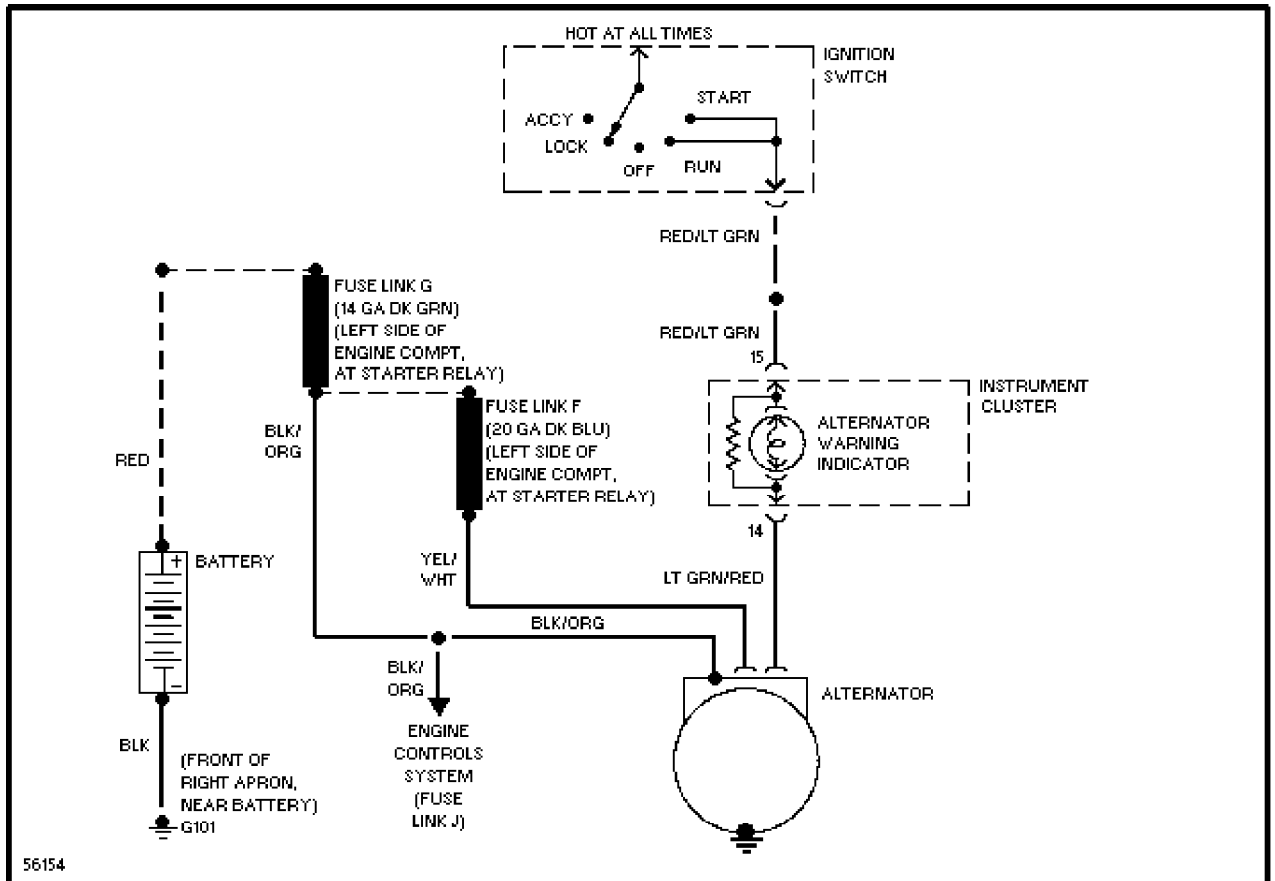 HOT AT ALL TIMES
IGNITION
SWITCH
START
ACCY
LOCK
OFF
RUN
RED/LT GRN
RED/LT GRN
15
INSTRUMENT
CLUSTER
ALTERNATOR
WARNING
INDICATOR
14
LT GRN/RED
FUSE LINK G
(14 GA DK GRN)
(LEFT SIDE OF
ENGINE COMPT,
AT STARTER RELAY)
FUSE LINK F
(20 GA DK BLU)
(LEFT SIDE OF
ENGINE COMPT,
AT STARTER RELAY)
BLK/
ORG
RED
+
BATTERY
–
YEL/
WHT
BLK/ORG
BLK/
ORG
ENGINE
CONTROLS
SYSTEM
(FUSE
LINK J)
ALTERNATOR
BLK
(FRONT OF
RIGHT APRON,
NEAR BATTERY)
G101
56154